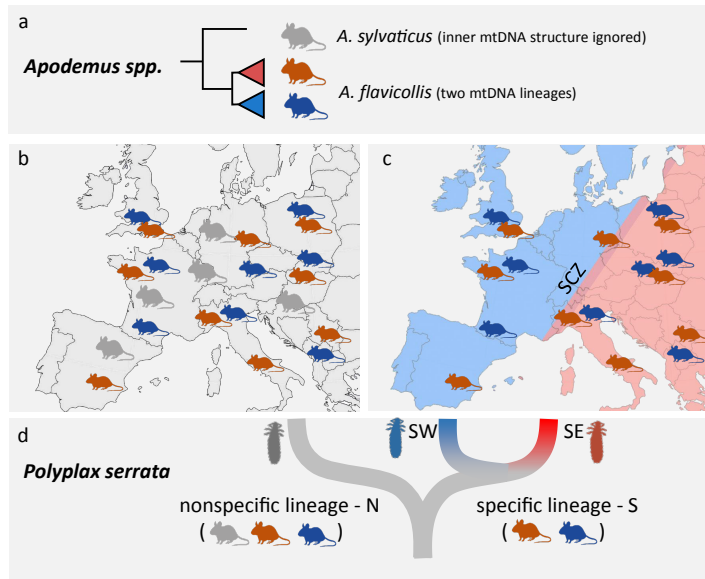 a
A. sylvaticus (inner mtDNA structure ignored)
Apodemus spp.
A. flavicollis (two mtDNA lineages)
b
c
SCZ
d
SW
SE
Polyplax serrata
nonspecific lineage - N
specific lineage - S
( )
( )